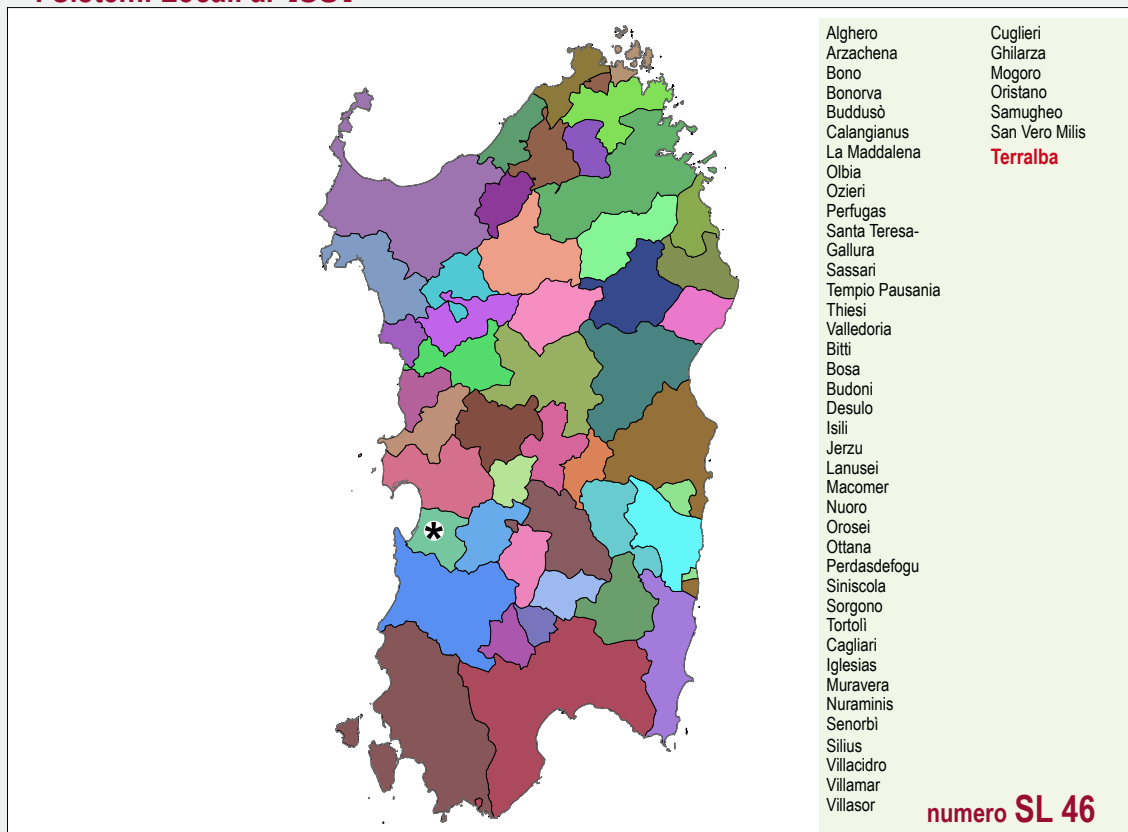 Alghero
Arzachena
Bono
Bonorva
Buddusò
Calangianus
La Maddalena
Olbia
Ozieri
Perfugas
Santa Teresa-
Gallura
Sassari
Tempio Pausania
Thiesi
Valledoria
Bitti
Bosa
Budoni
Desulo
Isili
Jerzu
Lanusei
Macomer
Nuoro
Orosei
Ottana
Perdasdefogu
Siniscola
Sorgono
Tortolì
Cagliari
Iglesias
Muravera
Nuraminis
Senorbì
Silius
Villacidro
Villamar
Villasor
Cuglieri
Ghilarza
Mogoro
Oristano
Samugheo
San Vero Milis
Terralba
*
numero SL 46